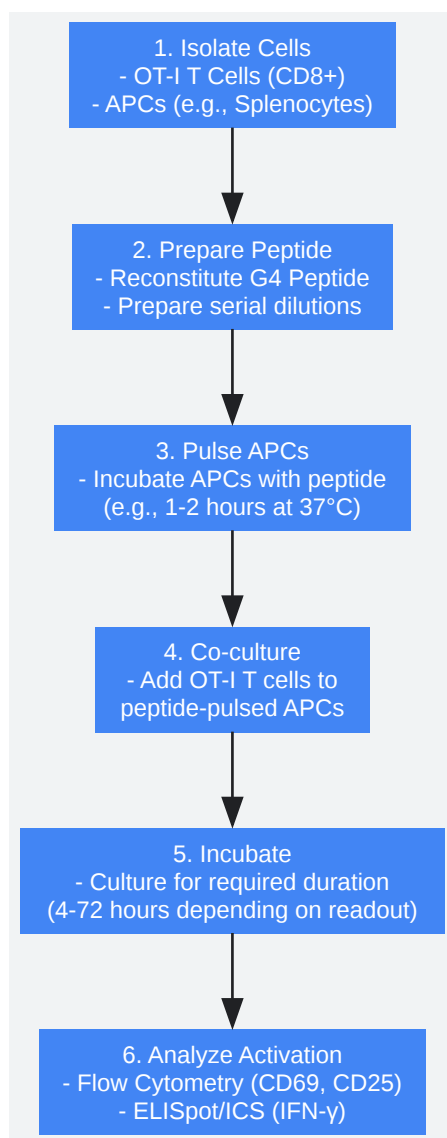 1. Isolate Cells
- OT-I T Cells (CD8+)
- APCs (e.g., Splenocytes)
2. Prepare Peptide
- Reconstitute G4 Peptide
- Prepare serial dilutions
3. Pulse APCs
- Incubate APCs with peptide
(e.g., 1-2 hours at 37°C)
4. Co-culture
- Add OT-I T cells to
peptide-pulsed APCs
5. Incubate
- Culture for required duration
(4-72 hours depending on readout)
6. Analyze Activation
- Flow Cytometry (CD69, CD25)
- ELISpot/ICS (IFN-γ)